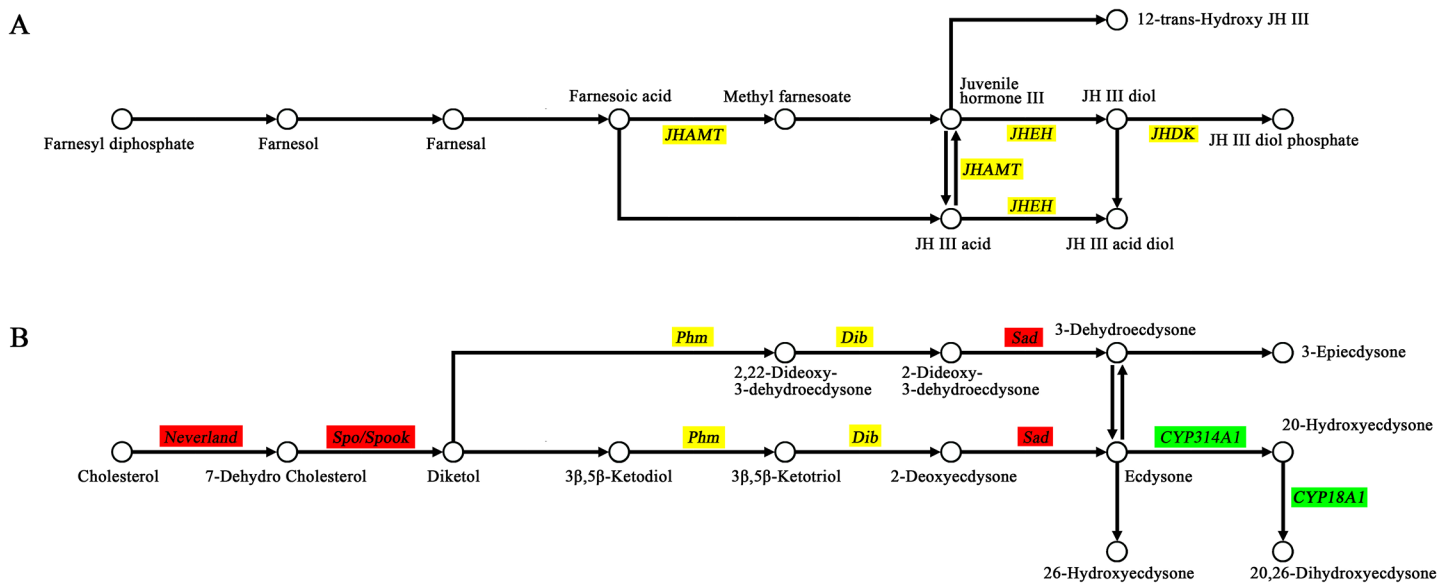 A
12-trans-Hydroxy JH III
Farnesoic acid
Methyl farnesoate
Juvenile
hormone III
JH III diol
Farnesyl diphosphate
Farnesol
Farnesal
JHAMT
JHEH
JHDK
JH III diol phosphate
JHAMT
JHEH
JH III acid
JH III acid diol
B
Phm
Dib
Sad
3-Dehydroecdysone
2,22-Dideoxy-
3-dehydroecdysone
2-Dideoxy-
3-dehydroecdysone
3-Epiecdysone
Neverland
Spo/Spook
Phm
Dib
Sad
CYP314A1
20-Hydroxyecdysone
Cholesterol
7-Dehydro Cholesterol
Diketol
3β,5β-Ketodiol
3β,5β-Ketotriol
2-Deoxyecdysone
Ecdysone
CYP18A1
26-Hydroxyecdysone
20,26-Dihydroxyecdysone